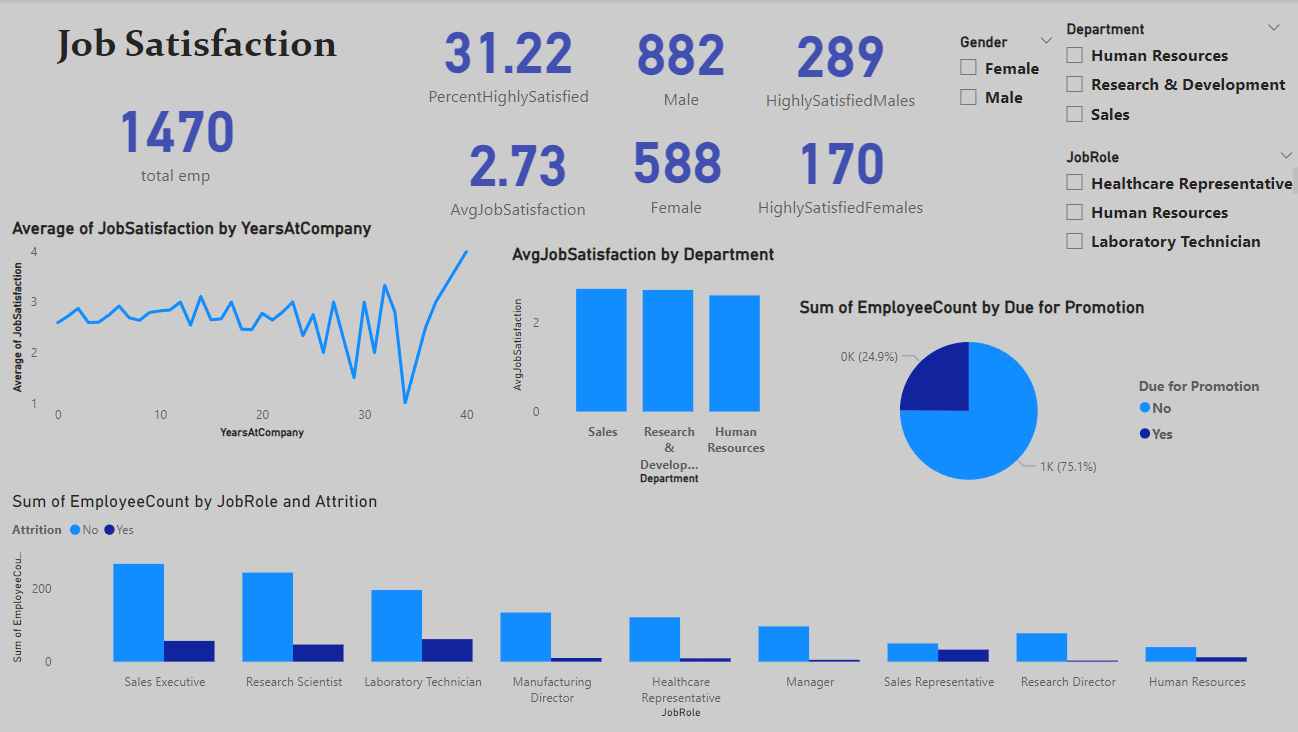 Job Satisfaction
1470
total emp
31.22
PercentHighlySatisfied
882
Male
289
HighlySatisfiedMales
2.73
AvgJobSatisfaction
588
Female
170
HighlySatisfiedFemales
Gender
Female
Male
Department
Human Resources
Research & Development
Sales
JobRole
Healthcare Representative
Human Resources
Laboratory Technician
Average of JobSatisfaction by YearsAtCompany
Average of JobSatisfaction
4
3
2
1
0 10 20 30 40
YearsAtCompany
AvgJobSatisfaction by Department
AvgJobSatisfaction
2
0
Sales
Research
&
Develop...
Human
Resources
Department
Sum of EmployeeCount by Due for Promotion
0K (24.9%)
1K (75.1%)
Due for Promotion
No
Yes
Sum of EmployeeCount by JobRole and Attrition
Attrition No Yes
Sum of EmployeeCou...
200
0
Sales Executive
Research Scientist
Laboratory Technician
Manufacturing
Director
Healthcare
Representative
Manager
Sales Representative
Research Director
Human Resources
JobRole